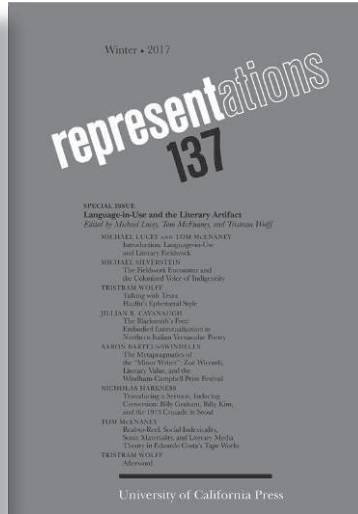 Winter • 2017
representations
137
SPECIAL ISSUE
Language-in-Use and the Literary Artifact
Edited by Michael Lucey, Tom McEnaney, and Tristram Wolff
MICHAEL LUCEY AND TOM McENANEY
Introduction: Language-in-Use
and Literary Fieldwork
MICHAEL SILVERSTEIN
The Fieldwork Encounter and
the Colonized Voice of Indigeneity
TRISTRAM WOLFF
Talking with Texts:
Hazlitt's Ephemeral Style
JILLIAN R. CAVANAUGH
The Blacksmith's Feet:
Embodied Entextualization in
Northern Italian Vernacular Poetry
AARON BARTELS-SWINDELLS
The Metapragmatics of
the "Minor Writer": Zoë Wicomb,
Literary Value, and the
Windham-Campbell Prize Festival
NICHOLAS HARKNESS
Transducing a Sermon, Inducing
Conversion: Billy Graham, Billy Kim,
and the 1973 Crusade in Seoul
TOM McENANEY
Real-to-Reel: Social Indexicality,
Sonic Materiality, and Literary Media
Theory in Eduardo Costa's Tape Works
TRISTRAM WOLFF
Afterword
University of California Press